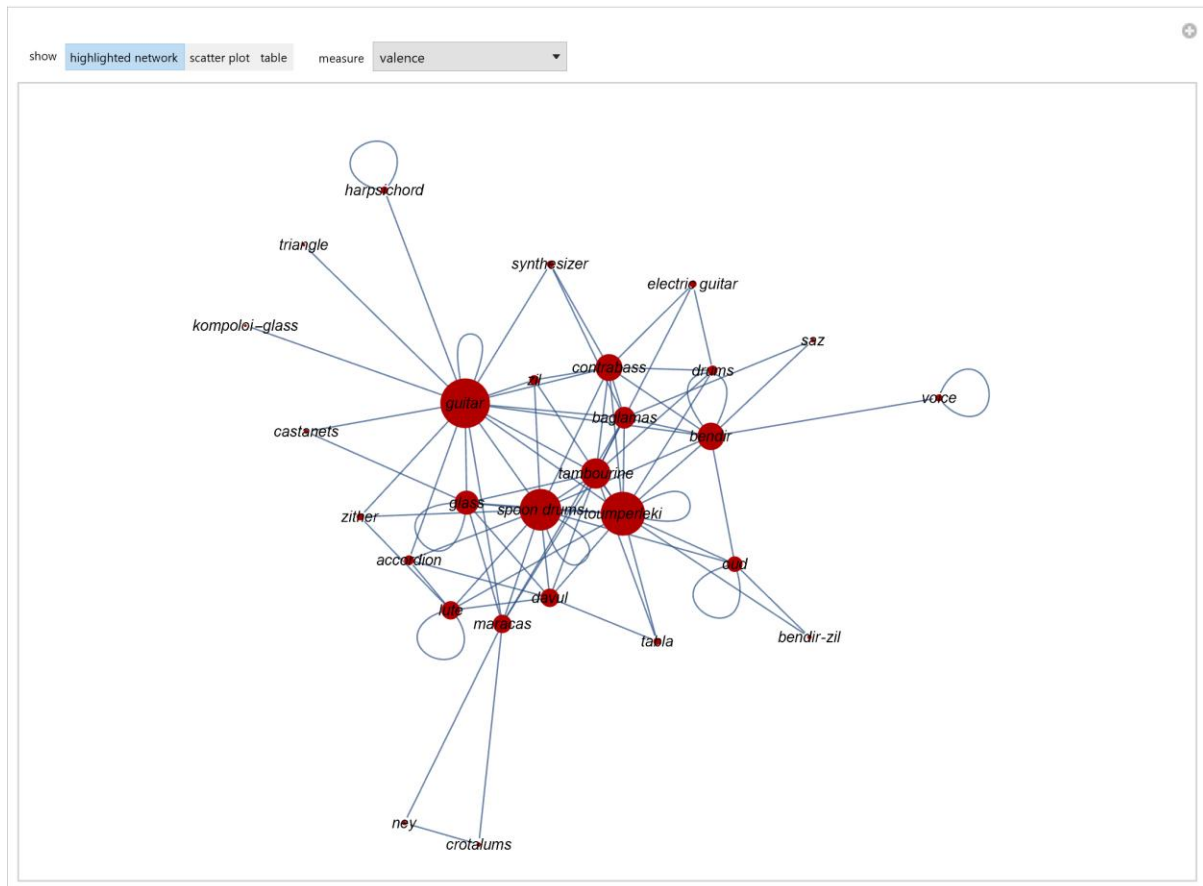 show highlighted network scatter plot table measure valence
harpsichord
triangle
synthesizer
electric guitar
kompoloi-glass
saz
contrabass
drums
zil
voice
guitar
baglamas
castanets
bendir
tambourine
glass
spoon drums
toumperleki
zither
accordion
oud
davul
lute
maracas
bendir-zil
tabla
ney
crotalums